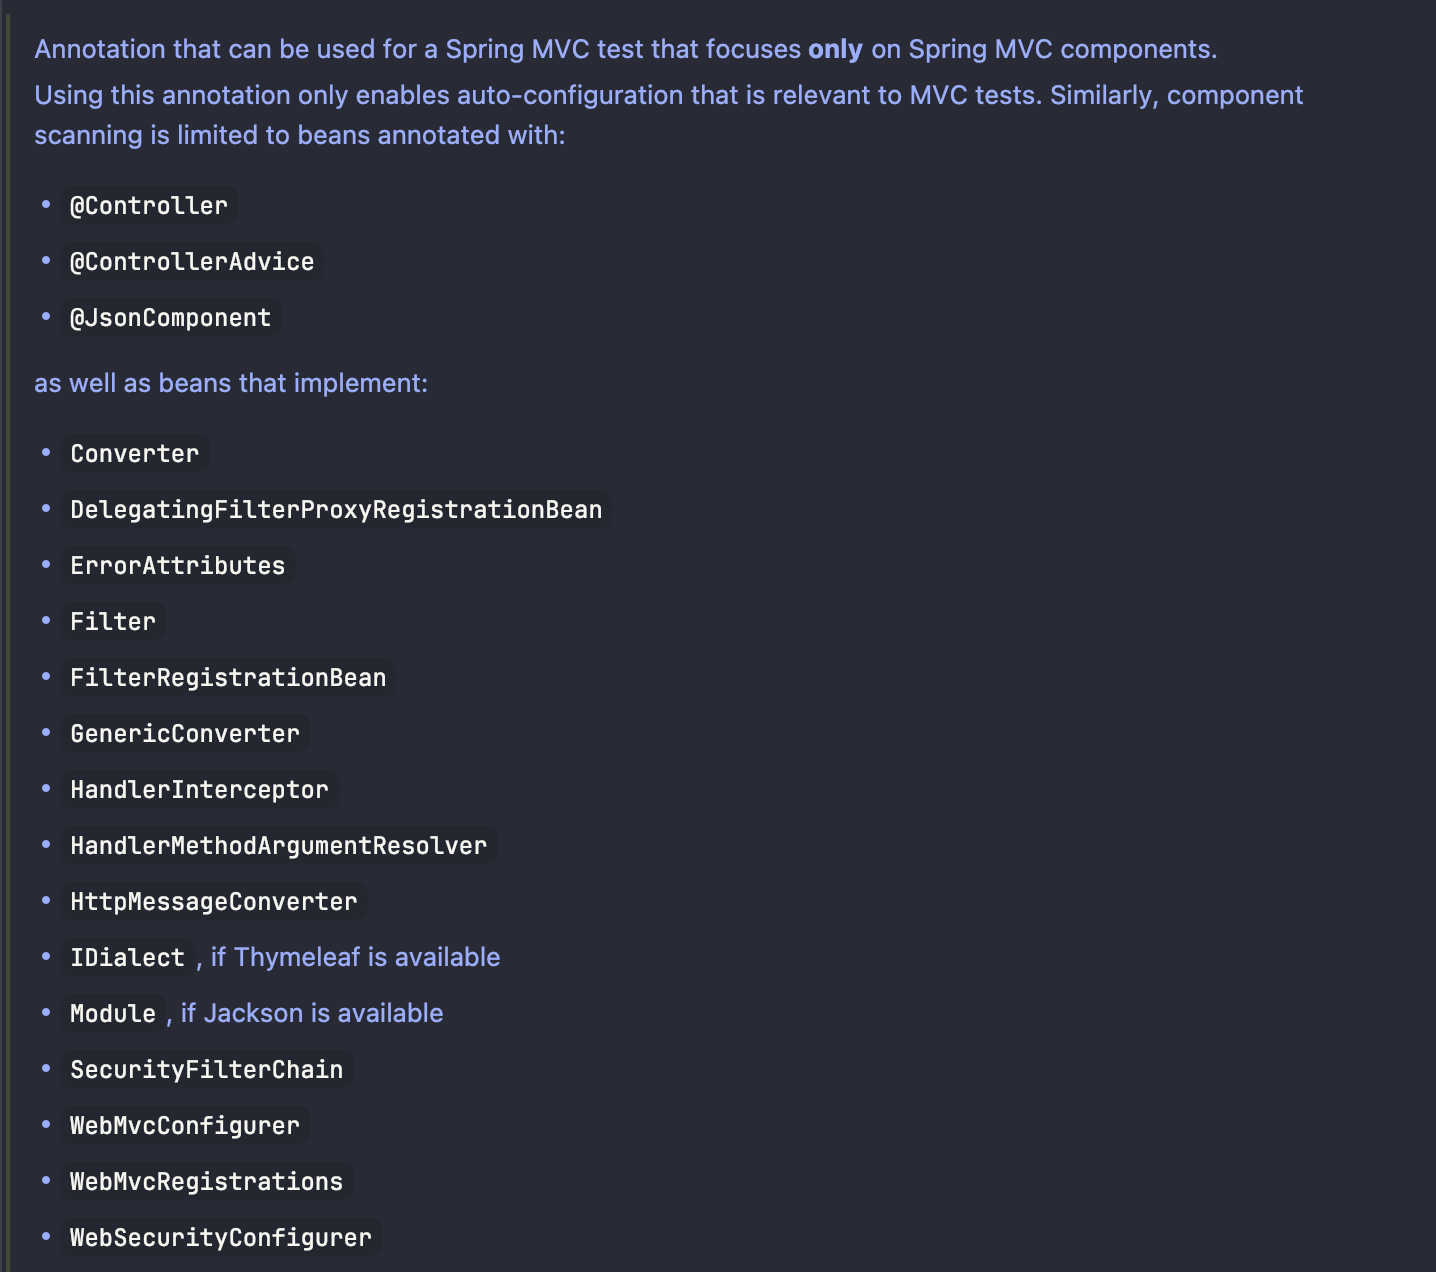 Annotation that can be used for a Spring MVC test that focuses only on Spring MVC components.
Using this annotation only enables auto-configuration that is relevant to MVC tests. Similarly, component
scanning is limited to beans annotated with:
• @Controller
• @ControllerAdvice
• @JsonComponent
as well as beans that implement:
• Converter
• DelegatingFilterProxyRegistrationBean
• ErrorAttributes
• Filter
• FilterRegistrationBean
• GenericConverter
• HandlerInterceptor
• HandlerMethodArgumentResolver
• HttpMessageConverter
• IDialect , if Thymeleaf is available
• Module , if Jackson is available
• SecurityFilterChain
• WebMvcConfigurer
• WebMvcRegistrations
• WebSecurityConfigurer